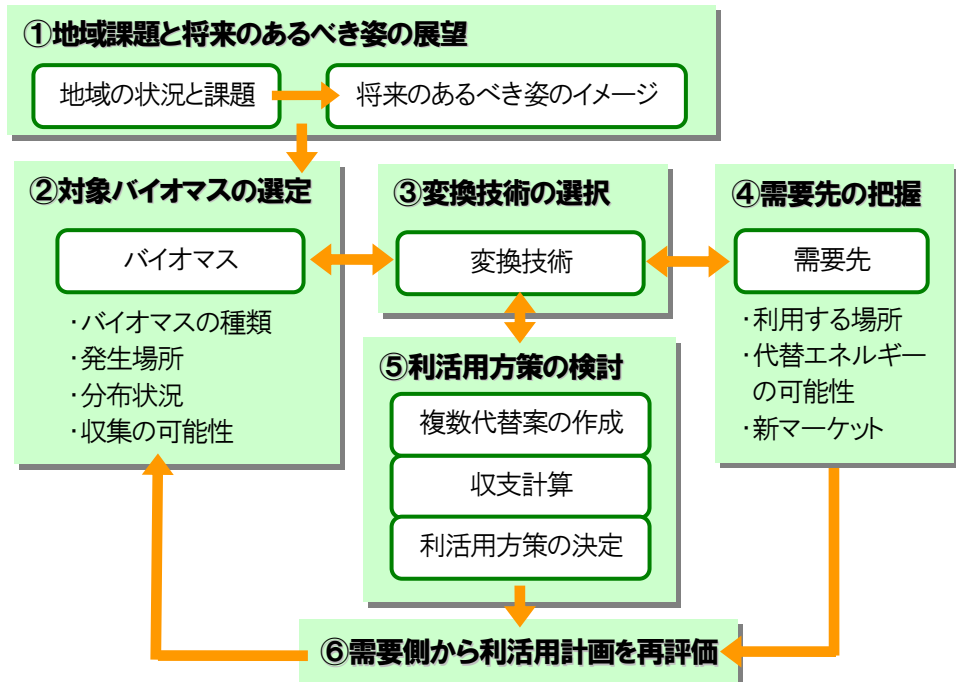 ①地域課題と将来のあるべき姿の展望
地域の状況と課題
将来のあるべき姿のイメージ
②対象バイオマスの選定
バイオマス
・バイオマスの種類
・発生場所
・分布状況
・収集の可能性
③変換技術の選択
変換技術
④需要先の把握
需要先
・利用する場所
・代替エネルギー
の可能性
・新マーケット
⑤利活用方策の検討
複数代替案の作成
収支計算
利活用方策の決定
⑥需要側から利活用計画を再評価